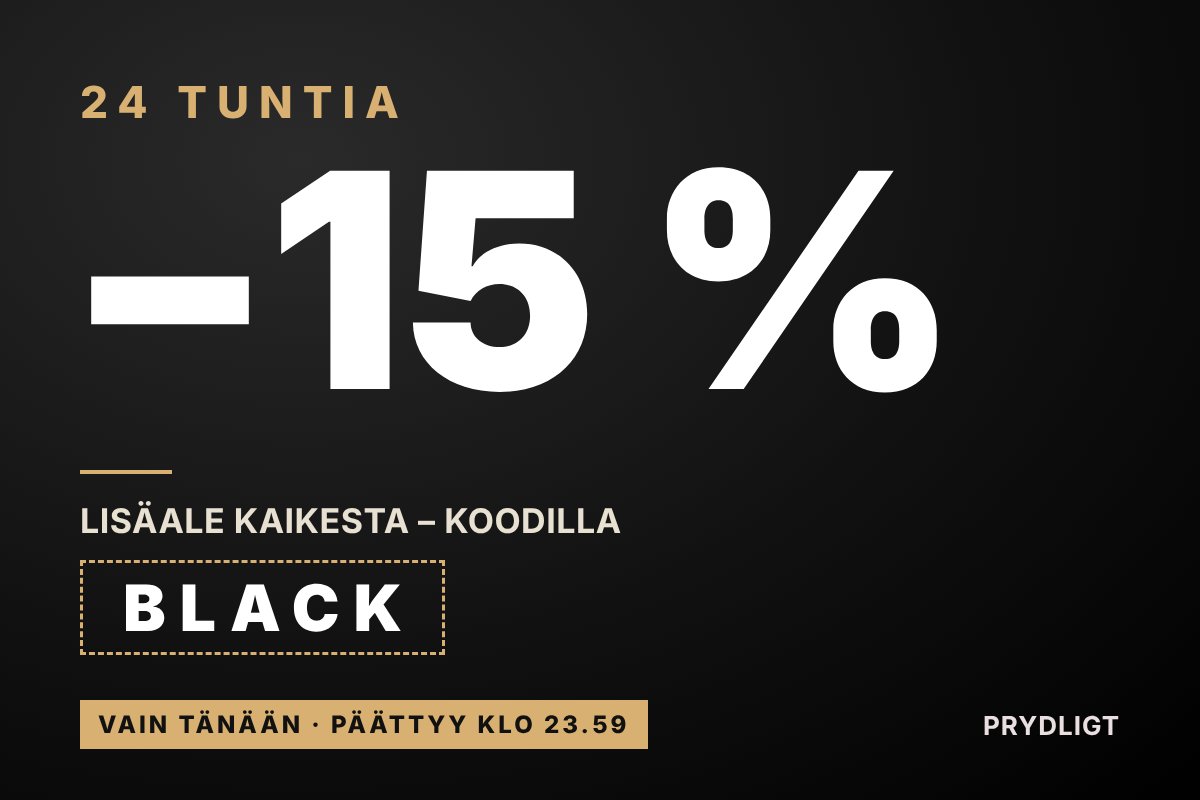 24 TUNTIA
–15 %
LISÄALE KAIKESTA – KOODILLA
BLACK
VAIN TÄNÄÄN · PÄÄTTYY KLO 23.59
PRYDLIGT